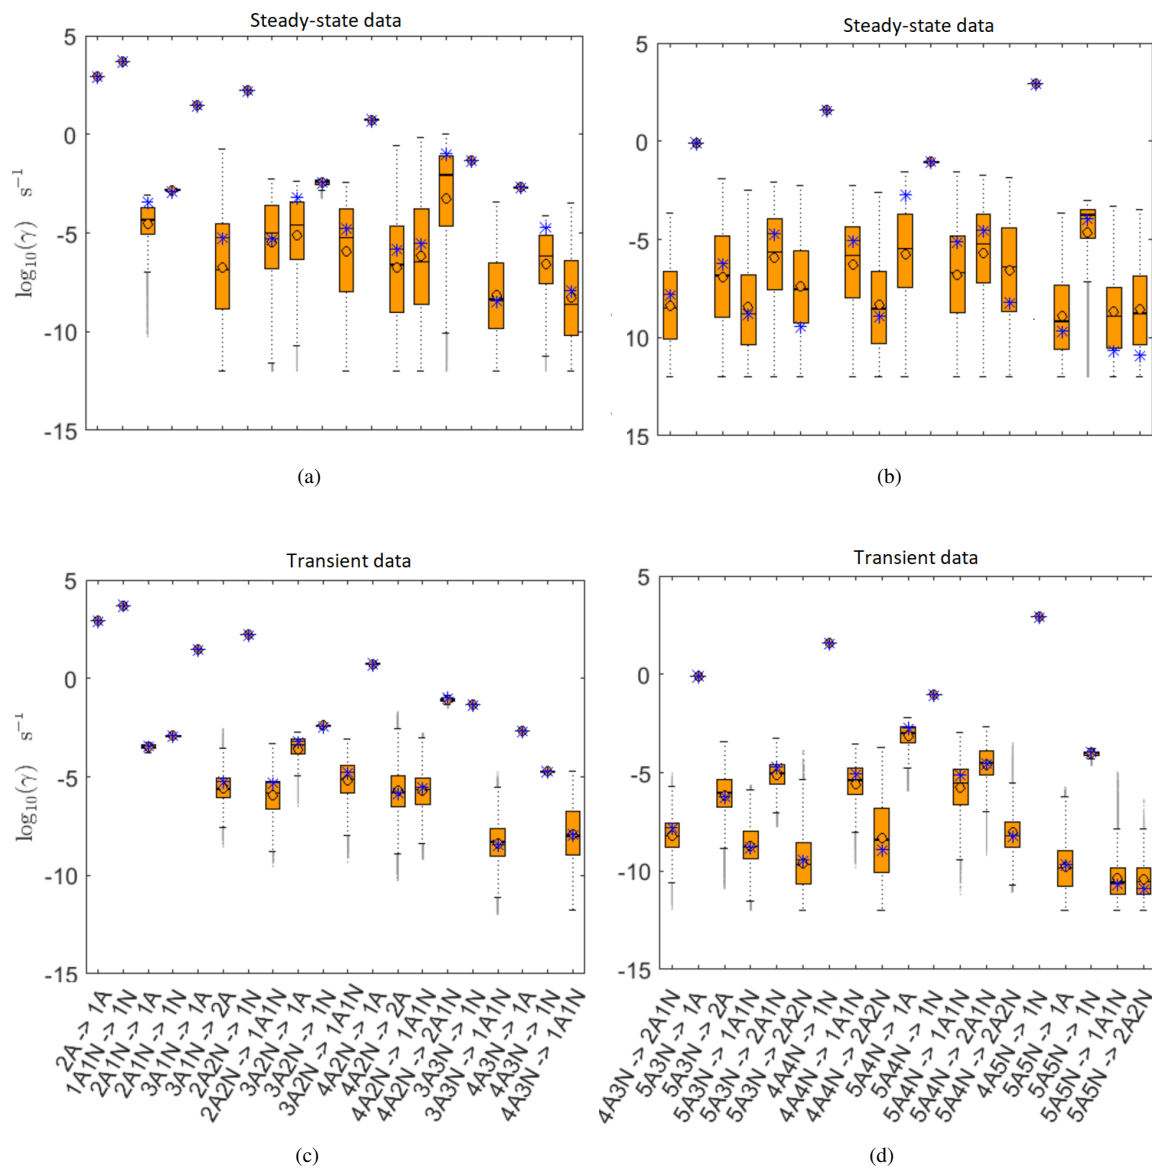 Steady-state data
5
0
-5
-10
-15
log₁₀(γ) s⁻¹
(a)
Steady-state data
5
0
-5
10
15
(b)
Transient data
5
0
-5
-10
-15
log₁₀(γ) s⁻¹
2A -> 1A
1A1N -> 1N
2A1N -> 1A
2A1N -> 1N
3A1N -> 1A
3A1N -> 2A
2A2N -> 1N
2A2N -> 1A1N
3A2N -> 1A
3A2N -> 1N
3A2N -> 1A1N
4A2N -> 1A
4A2N -> 2A
4A2N -> 1A1N
4A2N -> 2A1N
3A3N -> 1N
3A3N -> 1A1N
4A3N -> 1A
4A3N -> 1N
4A3N -> 1A1N
(c)
Transient data
5
0
-5
-10
-15
4A3N -> 2A1N
5A3N -> 1A
5A3N -> 2A
5A3N -> 1A1N
5A3N -> 2A1N
5A3N -> 2A2N
4A4N -> 1N
4A4N -> 1A1N
4A4N -> 2A2N
5A4N -> 1A
5A4N -> 1N
5A4N -> 1A1N
5A4N -> 2A1N
5A4N -> 2A2N
4A5N -> 1N
5A5N -> 1A
5A5N -> 1N
5A5N -> 1A1N
5A5N -> 2A2N
(d)